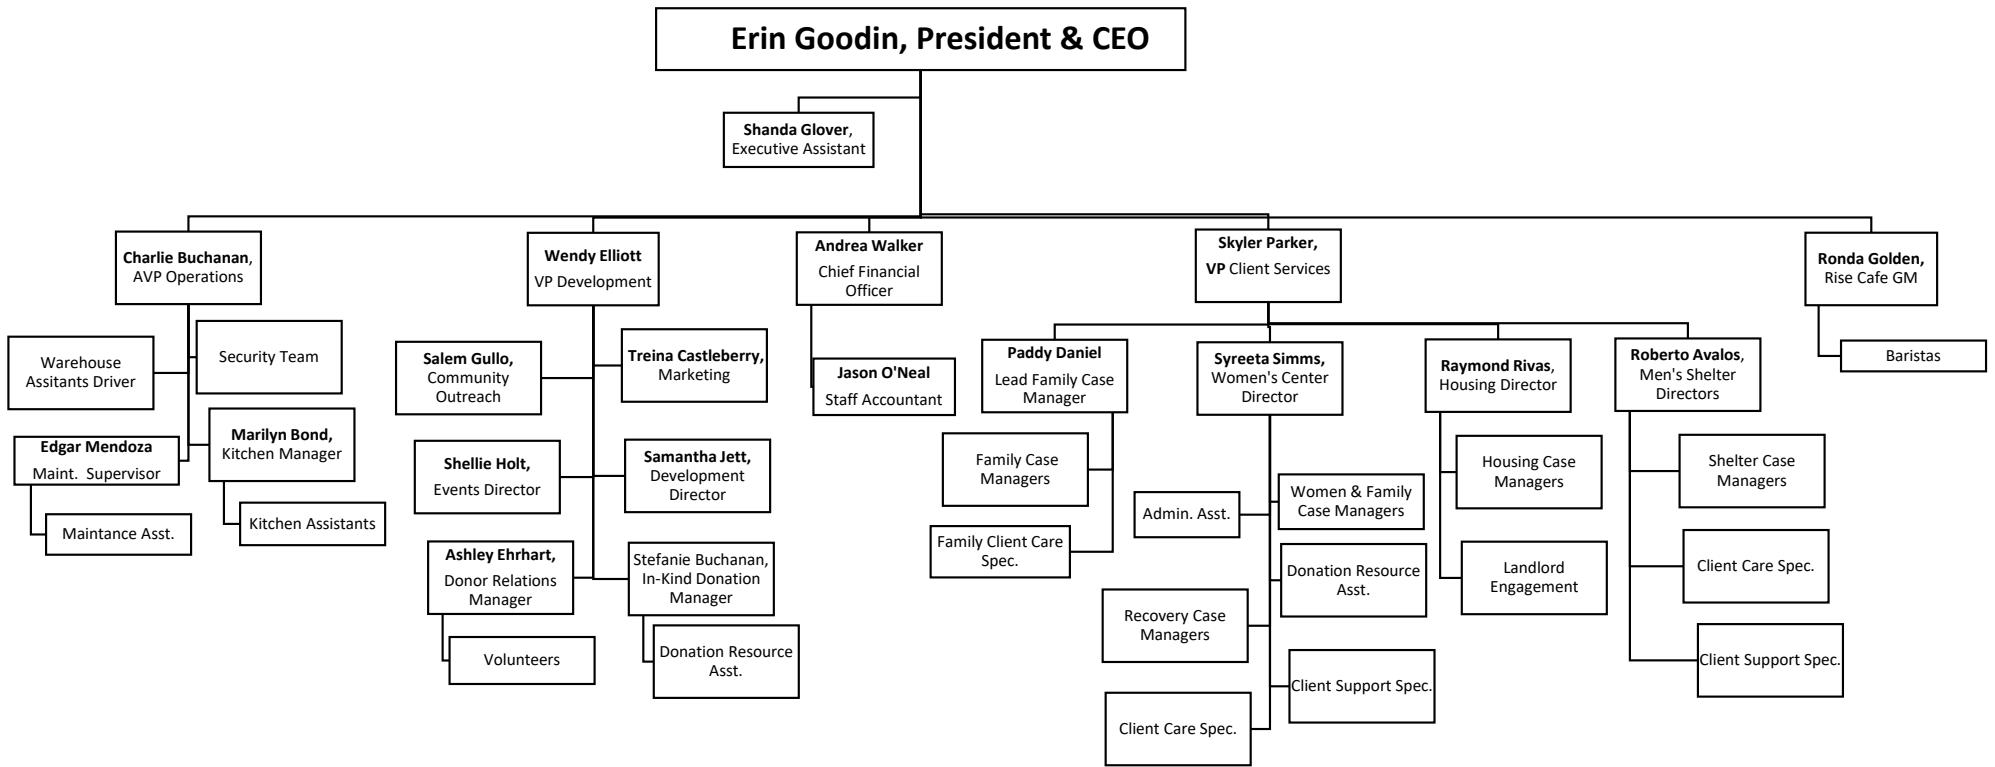 Erin Goodin, President & CEO
Shanda Glover,
Executive Assistant
Charlie Buchanan,
AVP Operations
Wendy Elliott
VP Development
Andrea Walker
Chief Financial
Officer
Skyler Parker,
VP Client Services
Ronda Golden,
Rise Cafe GM
Warehouse
Assitants Driver
Security Team
Edgar Mendoza
Maint.  Supervisor
Marilyn Bond,
Kitchen Manager
Maintance Asst.
Kitchen Assistants
Salem Gullo,
Community
Outreach
Treina Castleberry,
Marketing
Shellie Holt,
Events Director
Samantha Jett,
Development
Director
Ashley Ehrhart,
Donor Relations
Manager
Stefanie Buchanan,
In-Kind Donation
Manager
Volunteers
Donation Resource
Asst.
Jason O'Neal
Staff Accountant
Paddy Daniel
Lead Family Case
Manager
Family Case
Managers
Family Client Care
Spec.
Syreeta Simms,
Women's Center
Director
Admin. Asst.
Women & Family
Case Managers
Donation Resource
Asst.
Recovery Case
Managers
Client Support Spec.
Client Care Spec.
Raymond Rivas,
Housing Director
Housing Case
Managers
Landlord
Engagement
Roberto Avalos,
Men's Shelter
Directors
Shelter Case
Managers
Client Care Spec.
Client Support Spec.
Baristas